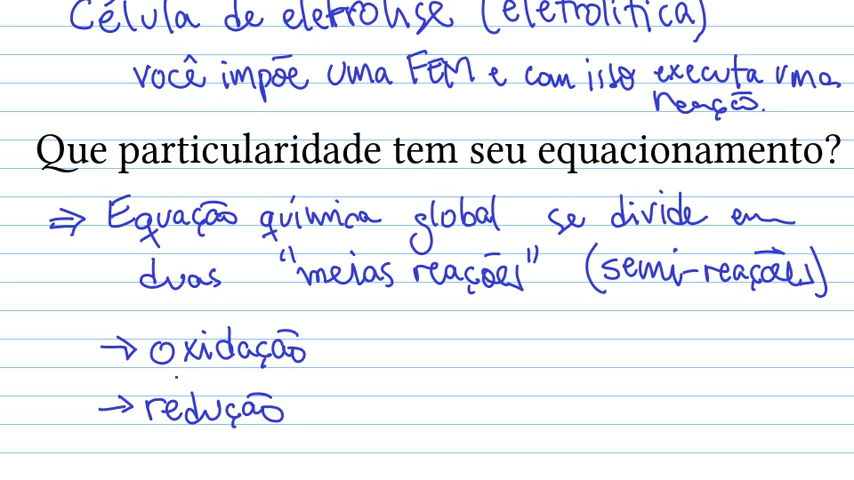 Célula de eletrólise (eletrolítica)
você impõe uma FEM e com isso executa uma
reação.
Que particularidade tem seu equacionamento?
⇒ Equação química global se divide em
duas "meias reações" (semi-reações)
→ oxidação
→ redução